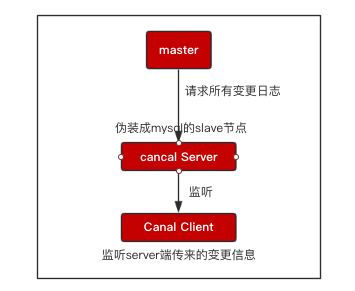 master
请求所有变更日志
伪装成mysql的slave节点
cancal Server
监听
Canal Client
监听server端传来的变更信息